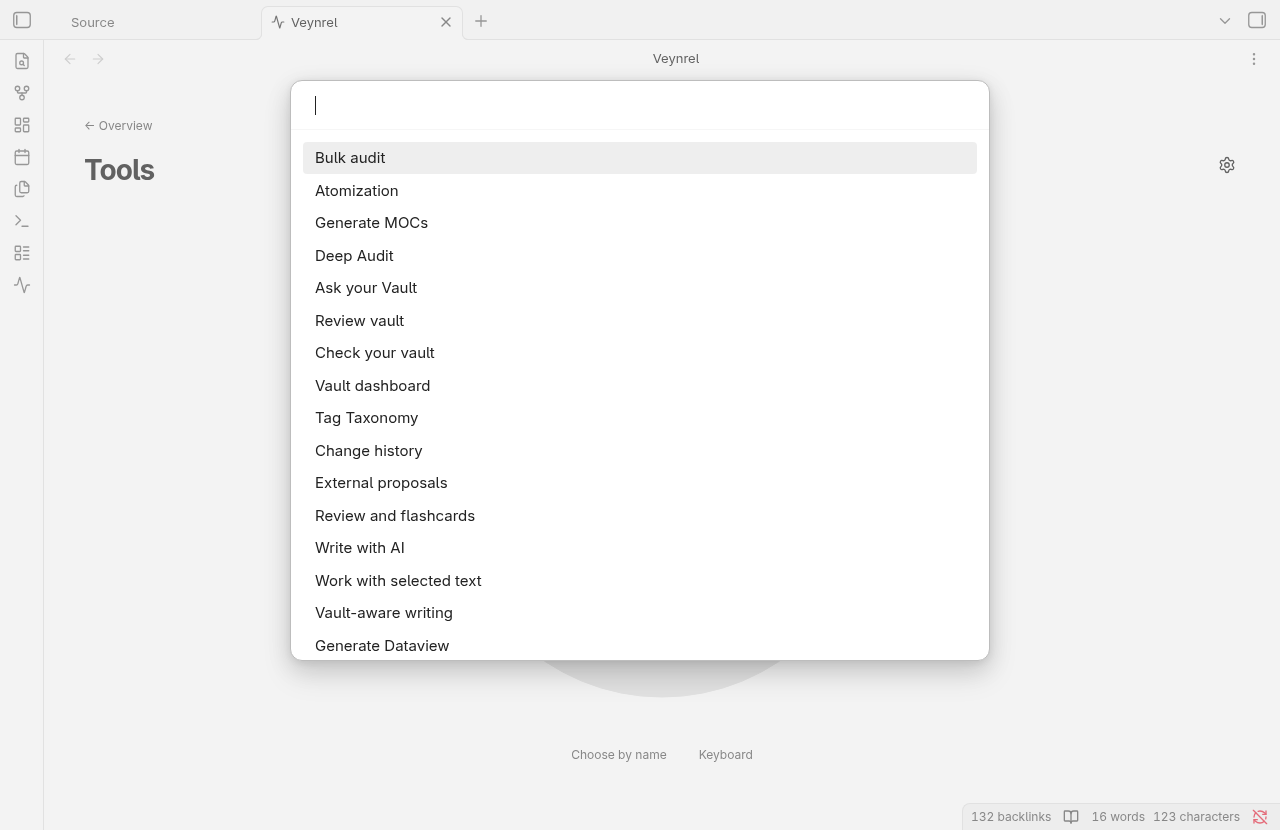 Source
Veynrel
Veynrel
← Overview
Tools
Bulk audit
Atomization
Generate MOCs
Deep Audit
Ask your Vault
Review vault
Check your vault
Vault dashboard
Tag Taxonomy
Change history
External proposals
Review and flashcards
Write with AI
Work with selected text
Vault-aware writing
Generate Dataview
Choose by name Keyboard
132 backlinks 16 words 123 characters